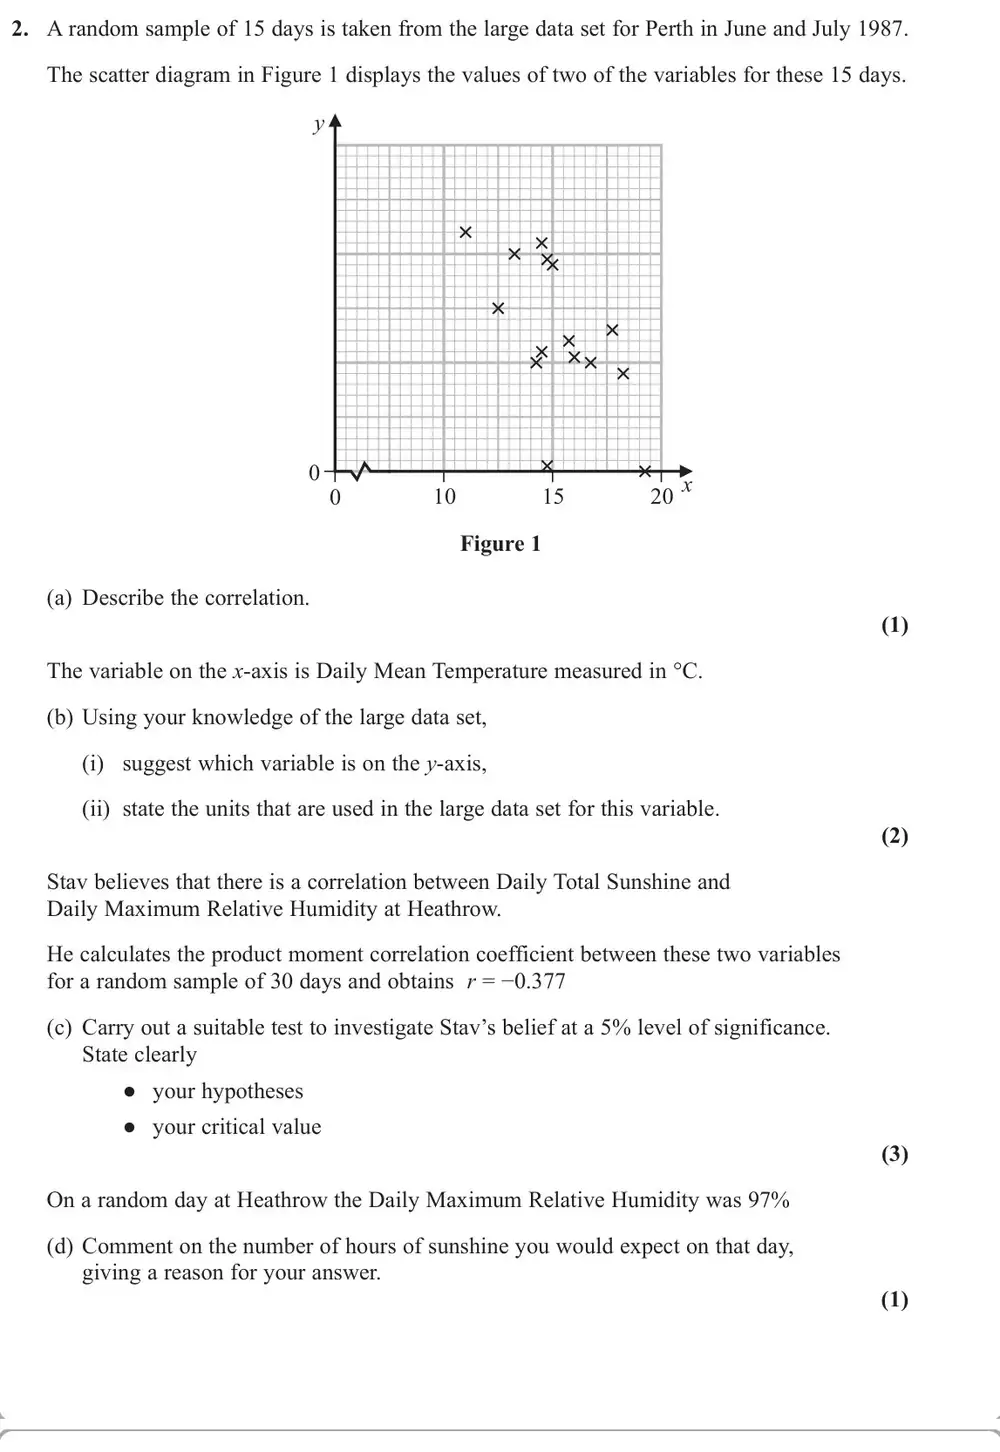 2. A random sample of 15 days is taken from the large data set for Perth in June and July 1987.
The scatter diagram in Figure 1 displays the values of two of the variables for these 15 days.
y
0
0 10 15 20 x
Figure 1
(a) Describe the correlation.
(1)
The variable on the x-axis is Daily Mean Temperature measured in °C.
(b) Using your knowledge of the large data set,
(i) suggest which variable is on the y-axis,
(ii) state the units that are used in the large data set for this variable.
(2)
Stav believes that there is a correlation between Daily Total Sunshine and
Daily Maximum Relative Humidity at Heathrow.
He calculates the product moment correlation coefficient between these two variables
for a random sample of 30 days and obtains r = −0.377
(c) Carry out a suitable test to investigate Stav’s belief at a 5% level of significance.
State clearly
● your hypotheses
● your critical value
(3)
On a random day at Heathrow the Daily Maximum Relative Humidity was 97%
(d) Comment on the number of hours of sunshine you would expect on that day,
giving a reason for your answer.
(1)